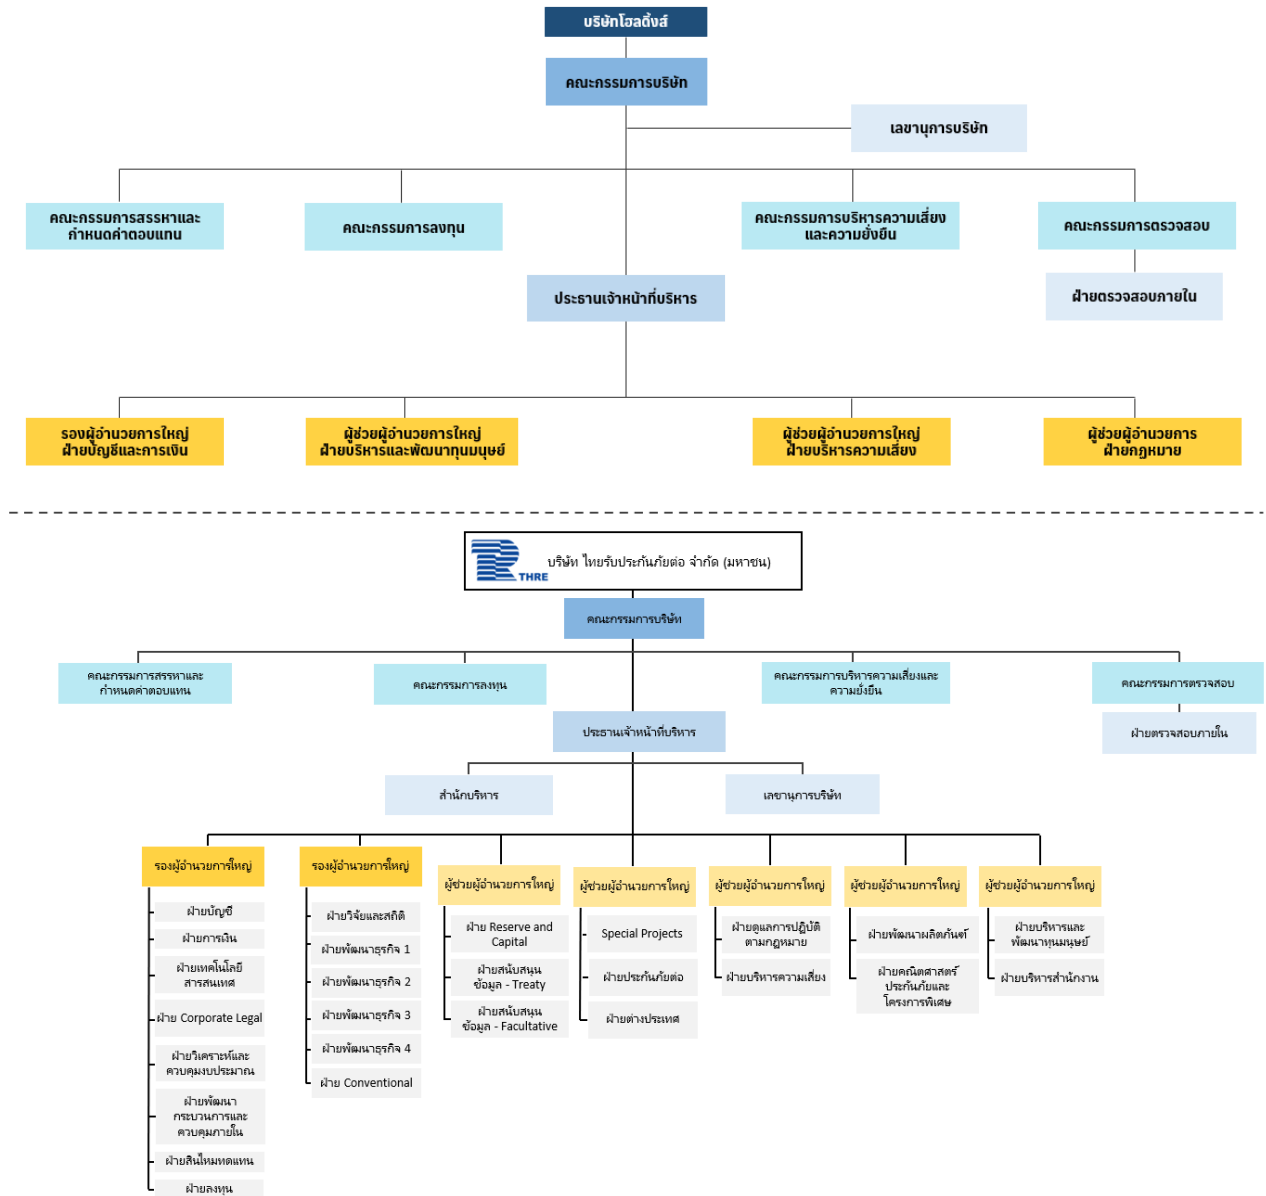 บริษัทโฮลดิ้งส์
คณะกรรมการบริษัท
เลขานุการบริษัท
คณะกรรมการสรรหาและ
กำหนดค่าตอบแทน
คณะกรรมการลงทุน
คณะกรรมการบริหารความเสี่ยง
และความยั่งยืน
คณะกรรมการตรวจสอบ
ฝ่ายตรวจสอบภายใน
ประธานเจ้าหน้าที่บริหาร
รองผู้อำนวยการใหญ่
ฝ่ายบัญชีและการเงิน
ผู้ช่วยผู้อำนวยการใหญ่
ฝ่ายบริหารและพัฒนาทุนมนุษย์
ผู้ช่วยผู้อำนวยการใหญ่
ฝ่ายบริหารความเสี่ยง
ผู้ช่วยผู้อำนวยการ
ฝ่ายกฎหมาย
THRE บริษัท ไทยรับประกันภัยต่อ จำกัด (มหาชน)
คณะกรรมการบริษัท
คณะกรรมการสรรหาและ
กำหนดค่าตอบแทน
คณะกรรมการลงทุน
คณะกรรมการบริหารความเสี่ยงและ
ความยั่งยืน
คณะกรรมการตรวจสอบ
ฝ่ายตรวจสอบภายใน
ประธานเจ้าหน้าที่บริหาร
สำนักบริหาร
เลขานุการบริษัท
รองผู้อำนวยการใหญ่
ฝ่ายบัญชี
ฝ่ายการเงิน
ฝ่ายเทคโนโลยี
สารสนเทศ
ฝ่าย Corporate Legal
ฝ่ายวิเคราะห์และ
ควบคุมงบประมาณ
ฝ่ายพัฒนา
กระบวนการและ
ควบคุมภายใน
ฝ่ายสินไหมทดแทน
ฝ่ายลงทุน
รองผู้อำนวยการใหญ่
ฝ่ายวิจัยและสถิติ
ฝ่ายพัฒนาธุรกิจ 1
ฝ่ายพัฒนาธุรกิจ 2
ฝ่ายพัฒนาธุรกิจ 3
ฝ่ายพัฒนาธุรกิจ 4
ฝ่าย Conventional
ผู้ช่วยผู้อำนวยการใหญ่
ฝ่าย Reserve and
Capital
ฝ่ายสนับสนุน
ข้อมูล - Treaty
ฝ่ายสนับสนุน
ข้อมูล - Facultative
ผู้ช่วยผู้อำนวยการใหญ่
Special Projects
ฝ่ายประกันภัยต่อ
ฝ่ายต่างประเทศ
ผู้ช่วยผู้อำนวยการใหญ่
ฝ่ายดูแลการปฏิบัติ
ตามกฎหมาย
ฝ่ายบริหารความเสี่ยง
ผู้ช่วยผู้อำนวยการใหญ่
ฝ่ายพัฒนาผลิตภัณฑ์
ฝ่ายคณิตศาสตร์
ประกันภัยและ
โครงการพิเศษ
ผู้ช่วยผู้อำนวยการใหญ่
ฝ่ายบริหารและ
พัฒนาทุนมนุษย์
ฝ่ายบริหารสำนักงาน